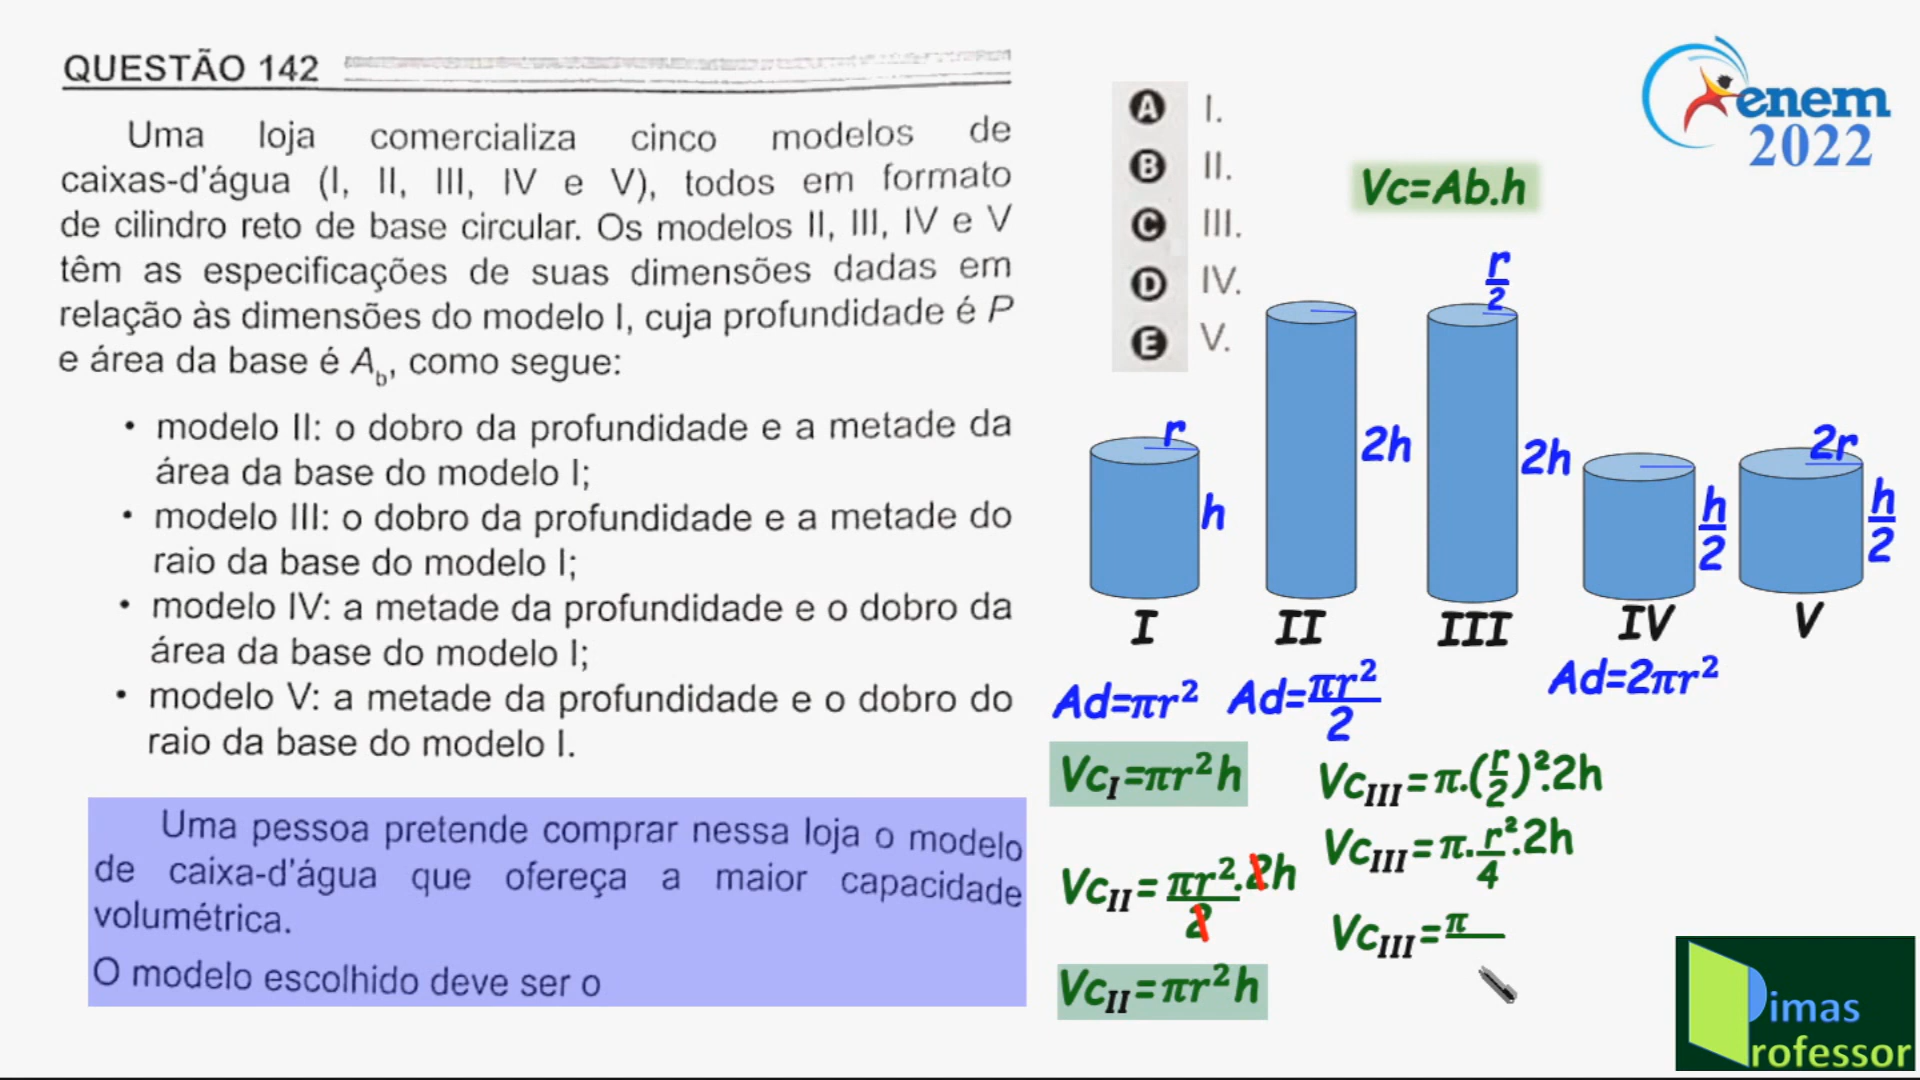 QUESTÃO 142
Uma loja comercializa cinco modelos de
caixas-d'água (I, II, III, IV e V), todos em formato
de cilindro reto de base circular. Os modelos II, III, IV e V
têm as especificações de suas dimensões dadas em
relação às dimensões do modelo I, cuja profundidade é P
e área da base é A_b, como segue:
• modelo II: o dobro da profundidade e a metade da
área da base do modelo I;
• modelo III: o dobro da profundidade e a metade do
raio da base do modelo I;
• modelo IV: a metade da profundidade e o dobro da
área da base do modelo I;
• modelo V: a metade da profundidade e o dobro do
raio da base do modelo I.
Uma pessoa pretende comprar nessa loja o modelo
de caixa-d'água que ofereça a maior capacidade
volumétrica.
O modelo escolhido deve ser o
A I.
B II.
C III.
D IV.
E V.
enem
2022
Vc=Ab.h
r
h
2h
r/2
2h
h/2
2r
h/2
I II III IV V
Ad=πr²
Ad=πr²/2
Ad=2πr²
Vc_I=πr²h
Vc_II=πr²/2.2h
Vc_II=πr²h
Vc_III=π.(r/2)².2h
Vc_III=π.r²/4.2h
Vc_III=π
Dimas
Professor